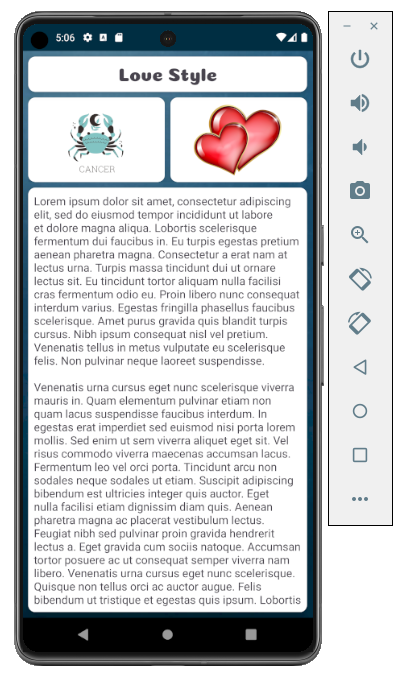 5:06
Love Style
CANCER
Lorem ipsum dolor sit amet, consectetur adipiscing
elit, sed do eiusmod tempor incididunt ut labore
et dolore magna aliqua. Lobortis scelerisque
fermentum dui faucibus in. Eu turpis egestas pretium
aenean pharetra magna. Consectetur a erat nam at
lectus urna. Turpis massa tincidunt dui ut ornare
lectus sit. Eu tincidunt tortor aliquam nulla facilisi
cras fermentum odio eu. Proin libero nunc consequat
interdum varius. Egestas fringilla phasellus faucibus
scelerisque. Amet purus gravida quis blandit turpis
cursus. Nibh ipsum consequat nisl vel pretium.
Venenatis tellus in metus vulputate eu scelerisque
felis. Non pulvinar neque laoreet suspendisse.
Venenatis urna cursus eget nunc scelerisque viverra
mauris in. Quam elementum pulvinar etiam non
quam lacus suspendisse faucibus interdum. In
egestas erat imperdiet sed euismod nisi porta lorem
mollis. Sed enim ut sem viverra aliquet eget sit. Vel
risus commodo viverra maecenas accumsan lacus.
Fermentum leo vel orci porta. Tincidunt arcu non
sodales neque sodales ut etiam. Suscipit adipiscing
bibendum est ultricies integer quis auctor. Eget
nulla facilisi etiam dignissim diam quis. Aenean
pharetra magna ac placerat vestibulum lectus.
Feugiat nibh sed pulvinar proin gravida hendrerit
lectus a. Eget gravida cum sociis natoque. Accumsan
tortor posuere ac ut consequat semper viverra nam
libero. Venenatis urna cursus eget nunc scelerisque.
Quisque non tellus orci ac auctor augue. Felis
bibendum ut tristique et egestas quis ipsum. Lobortis